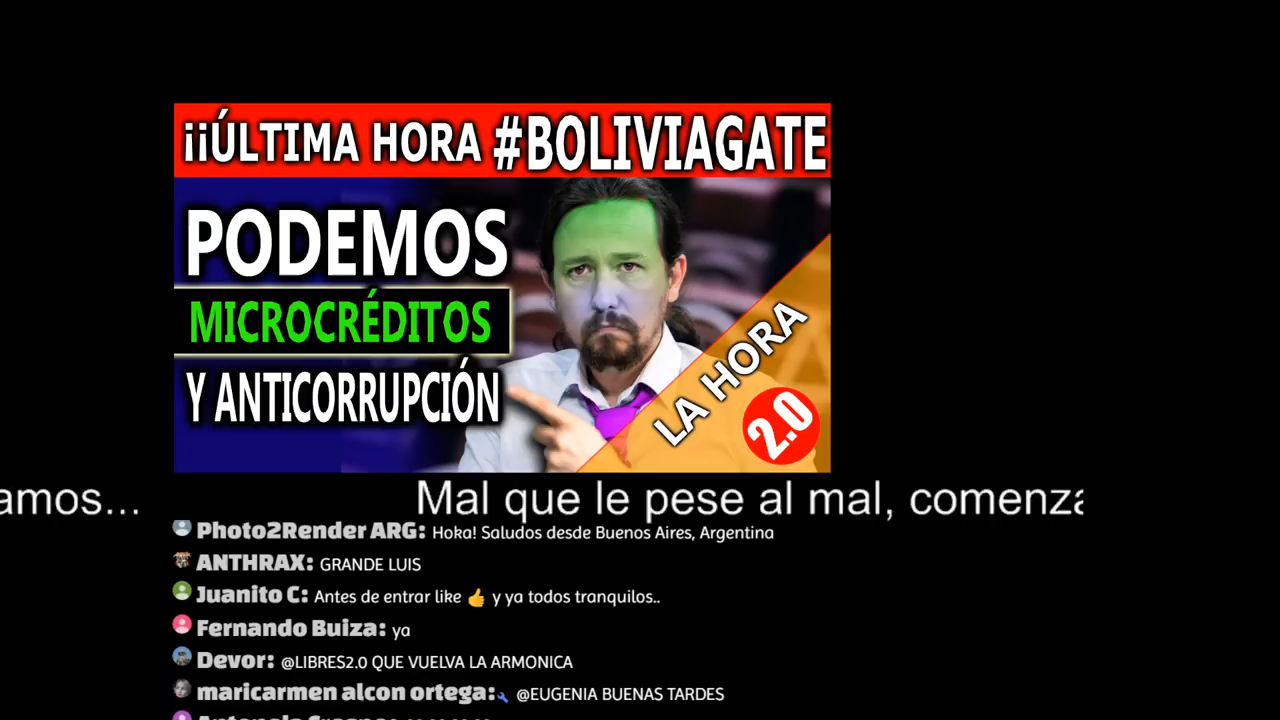 ¡¡ÚLTIMA HORA #BOLIVIAGATE
PODEMOS
MICROCRÉDITOS
Y ANTICORRUPCIÓN
LA HORA
2.0
amos... Mal que le pese al mal, comenza
Photo2Render ARG: Hoka! Saludos desde Buenos Aires, Argentina
ANTHRAX: GRANDE LUIS
Juanito C: Antes de entrar like 👍 y ya todos tranquilos..
Fernando Buiza: ya
Devor: @LIBRES2.0 QUE VUELVA LA ARMONICA
maricarmen alcon ortega: @EUGENIA BUENAS TARDES